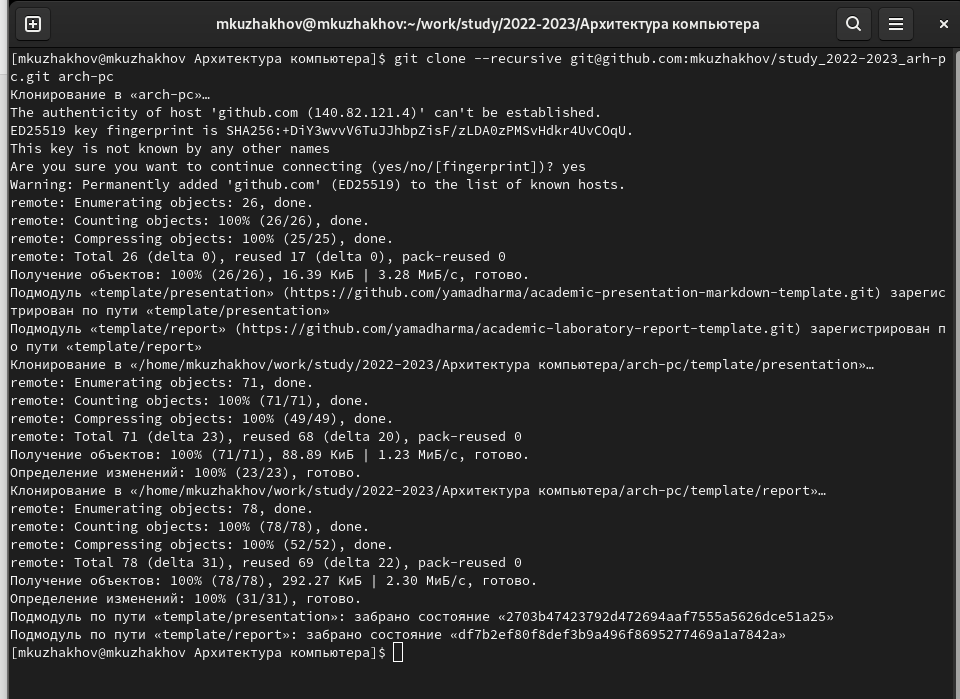 mkuzhakhov@mkuzhakhov:~/work/study/2022-2023/Архитектура компьютера
[mkuzhakhov@mkuzhakhov Архитектура компьютера]$ git clone --recursive git@github.com:mkuzhakhov/study_2022-2023_arh-p
c.git arch-pc
Клонирование в «arch-pc»…
The authenticity of host 'github.com (140.82.121.4)' can't be established.
ED25519 key fingerprint is SHA256:+DiY3wvvV6TuJJhbpZisF/zLDA0zPMSvHdkr4UvCOqU.
This key is not known by any other names
Are you sure you want to continue connecting (yes/no/[fingerprint])? yes
Warning: Permanently added 'github.com' (ED25519) to the list of known hosts.
remote: Enumerating objects: 26, done.
remote: Counting objects: 100% (26/26), done.
remote: Compressing objects: 100% (25/25), done.
remote: Total 26 (delta 0), reused 17 (delta 0), pack-reused 0
Получение объектов: 100% (26/26), 16.39 КиБ | 3.28 МиБ/с, готово.
Подмодуль «template/presentation» (https://github.com/yamadharma/academic-presentation-markdown-template.git) зарегис
трирован по пути «template/presentation»
Подмодуль «template/report» (https://github.com/yamadharma/academic-laboratory-report-template.git) зарегистрирован п
о пути «template/report»
Клонирование в «/home/mkuzhakhov/work/study/2022-2023/Архитектура компьютера/arch-pc/template/presentation»…
remote: Enumerating objects: 71, done.
remote: Counting objects: 100% (71/71), done.
remote: Compressing objects: 100% (49/49), done.
remote: Total 71 (delta 23), reused 68 (delta 20), pack-reused 0
Получение объектов: 100% (71/71), 88.89 КиБ | 1.23 МиБ/с, готово.
Определение изменений: 100% (23/23), готово.
Клонирование в «/home/mkuzhakhov/work/study/2022-2023/Архитектура компьютера/arch-pc/template/report»…
remote: Enumerating objects: 78, done.
remote: Counting objects: 100% (78/78), done.
remote: Compressing objects: 100% (52/52), done.
remote: Total 78 (delta 31), reused 69 (delta 22), pack-reused 0
Получение объектов: 100% (78/78), 292.27 КиБ | 2.30 МиБ/с, готово.
Определение изменений: 100% (31/31), готово.
Подмодуль по пути «template/presentation»: забрано состояние «2703b47423792d472694aaf7555a5626dce51a25»
Подмодуль по пути «template/report»: забрано состояние «df7b2ef80f8def3b9a496f8695277469a1a7842a»
[mkuzhakhov@mkuzhakhov Архитектура компьютера]$